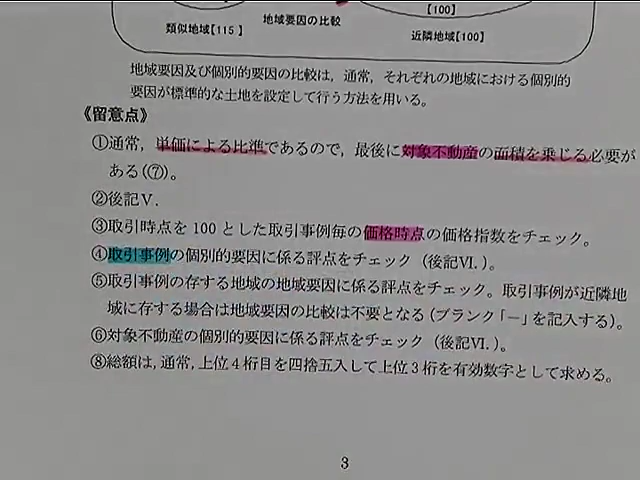 【100】
地域要因の比較
類似地域【115】
近隣地域【100】
地域要因及び個別的要因の比較は，通常，それぞれの地域における個別的
要因が標準的な土地を設定して行う方法を用いる。
《留意点》
①通常，単価による比準であるので，最後に対象不動産の面積を乗じる必要が
ある（⑦）。
②後記Ⅴ．
③取引時点を100とした取引事例毎の価格時点の価格指数をチェック。
④取引事例の個別的要因に係る評点をチェック（後記Ⅵ．）。
⑤取引事例の存する地域の地域要因に係る評点をチェック。取引事例が近隣地
域に存する場合は地域要因の比較は不要となる（ブランク「－」を記入する）。
⑥対象不動産の個別的要因に係る評点をチェック（後記Ⅵ．）。
⑧総額は，通常，上位4桁目を四捨五入して上位3桁を有効数字として求める。
3